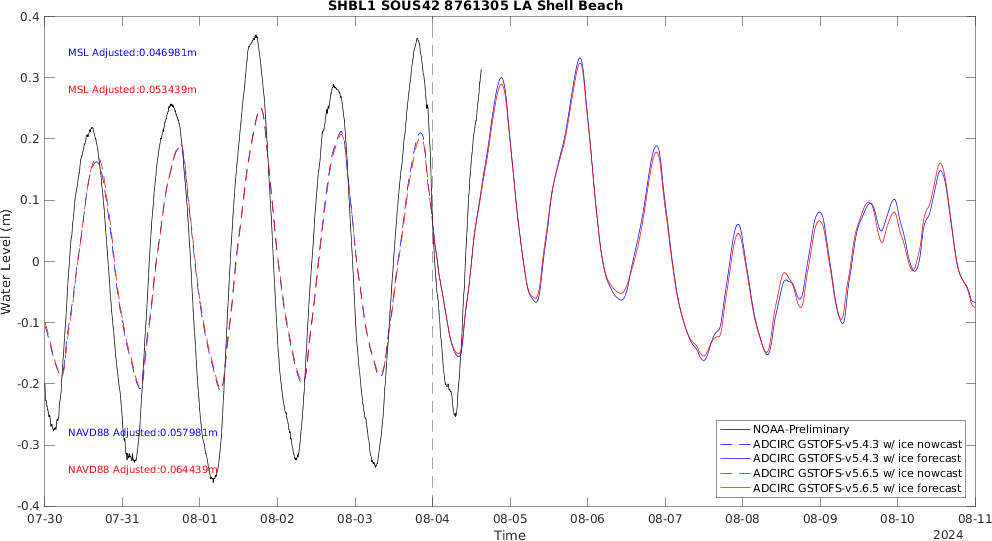 SHBL1 SOUS42 8761305 LA Shell Beach
0.4
0.3
0.2
0.1
0
-0.1
-0.2
-0.3
-0.4
Water Level (m)
MSL Adjusted:0.046981m
MSL Adjusted:0.053439m
NAVD88 Adjusted:0.057981m
NAVD88 Adjusted:0.064439m
NOAA-Preliminary
ADCIRC GSTOFS-v5.4.3 w/ ice nowcast
ADCIRC GSTOFS-v5.4.3 w/ ice forecast
ADCIRC GSTOFS-v5.6.5 w/ ice nowcast
ADCIRC GSTOFS-v5.6.5 w/ ice forecast
07-30 07-31 08-01 08-02 08-03 08-04 08-05 08-06 08-07 08-08 08-09 08-10 08-11
Time
2024